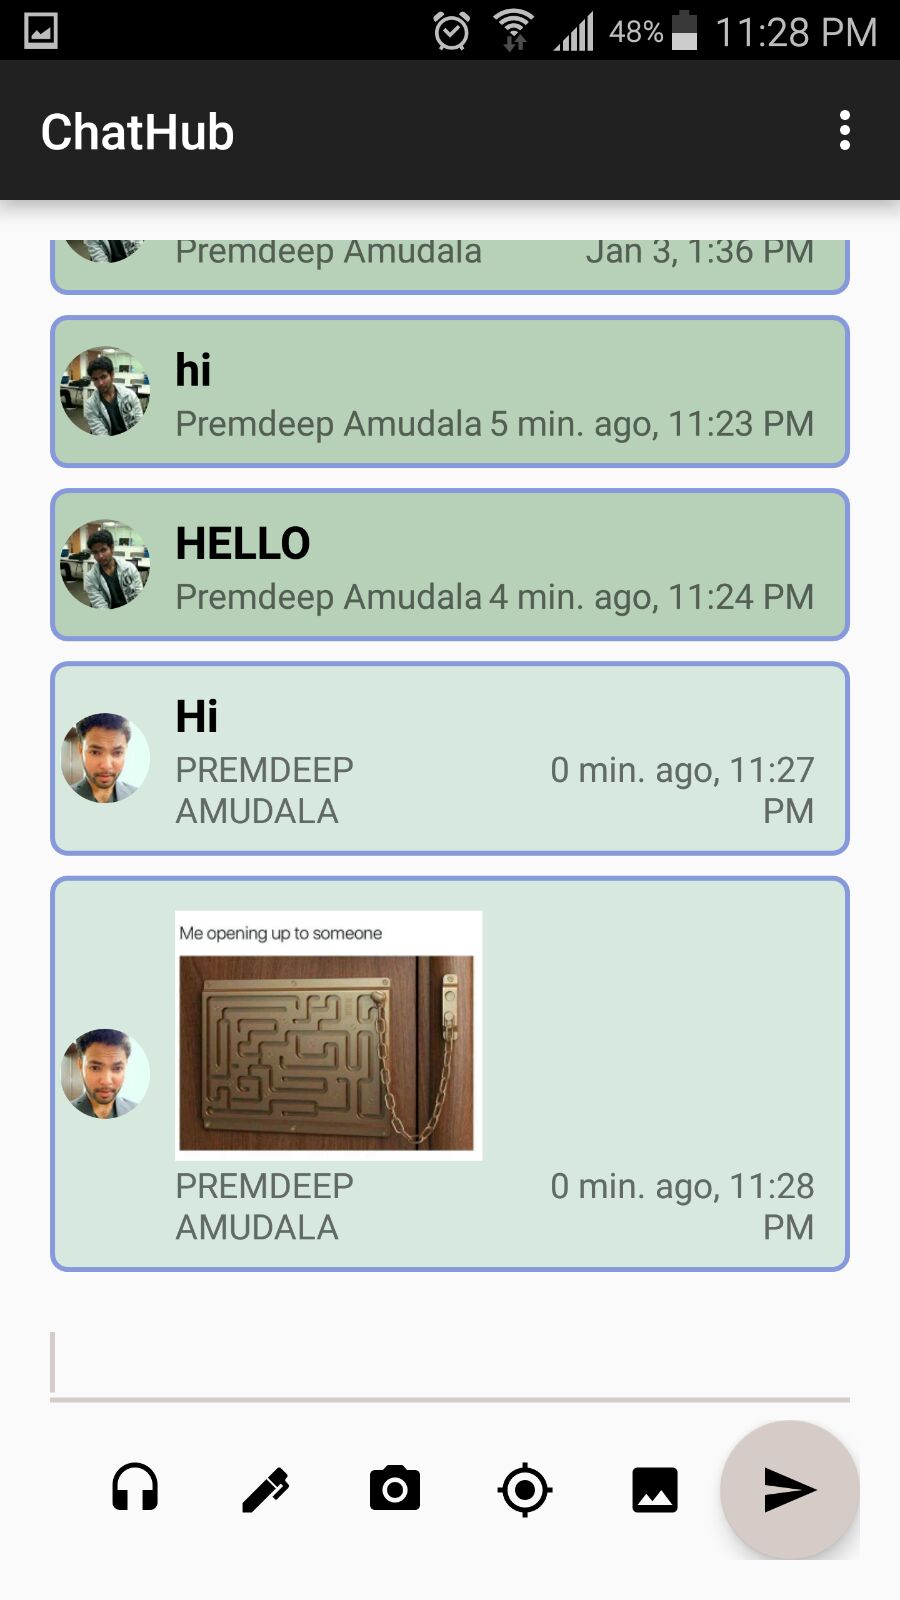 48% 11:28 PM
ChatHub
Premdeep Amudala Jan 3, 1:36 PM
hi
Premdeep Amudala 5 min. ago, 11:23 PM
HELLO
Premdeep Amudala 4 min. ago, 11:24 PM
Hi
PREMDEEP 0 min. ago, 11:27
AMUDALA PM
Me opening up to someone
PREMDEEP 0 min. ago, 11:28
AMUDALA PM